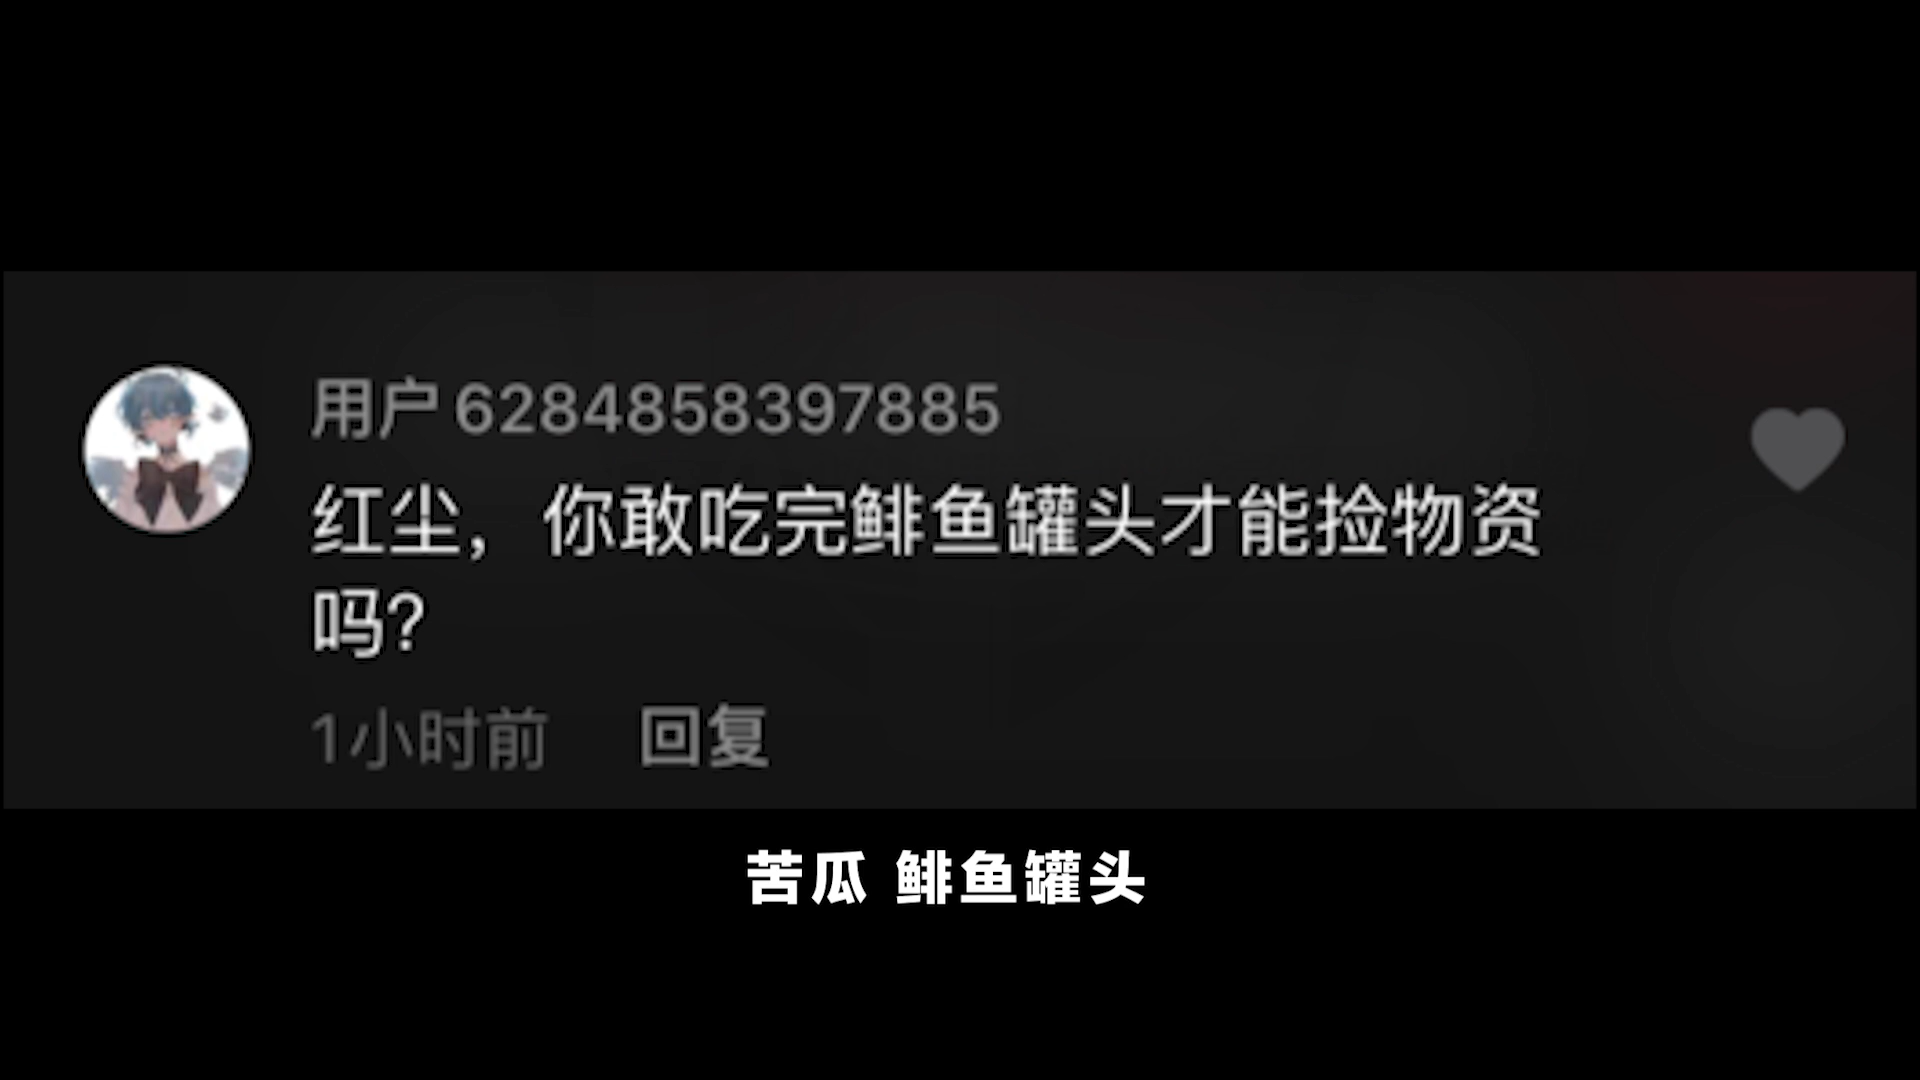 用户6284858397885
红尘，你敢吃完鲱鱼罐头才能捡物资
吗？
1小时前 回复
苦瓜 鲱鱼罐头